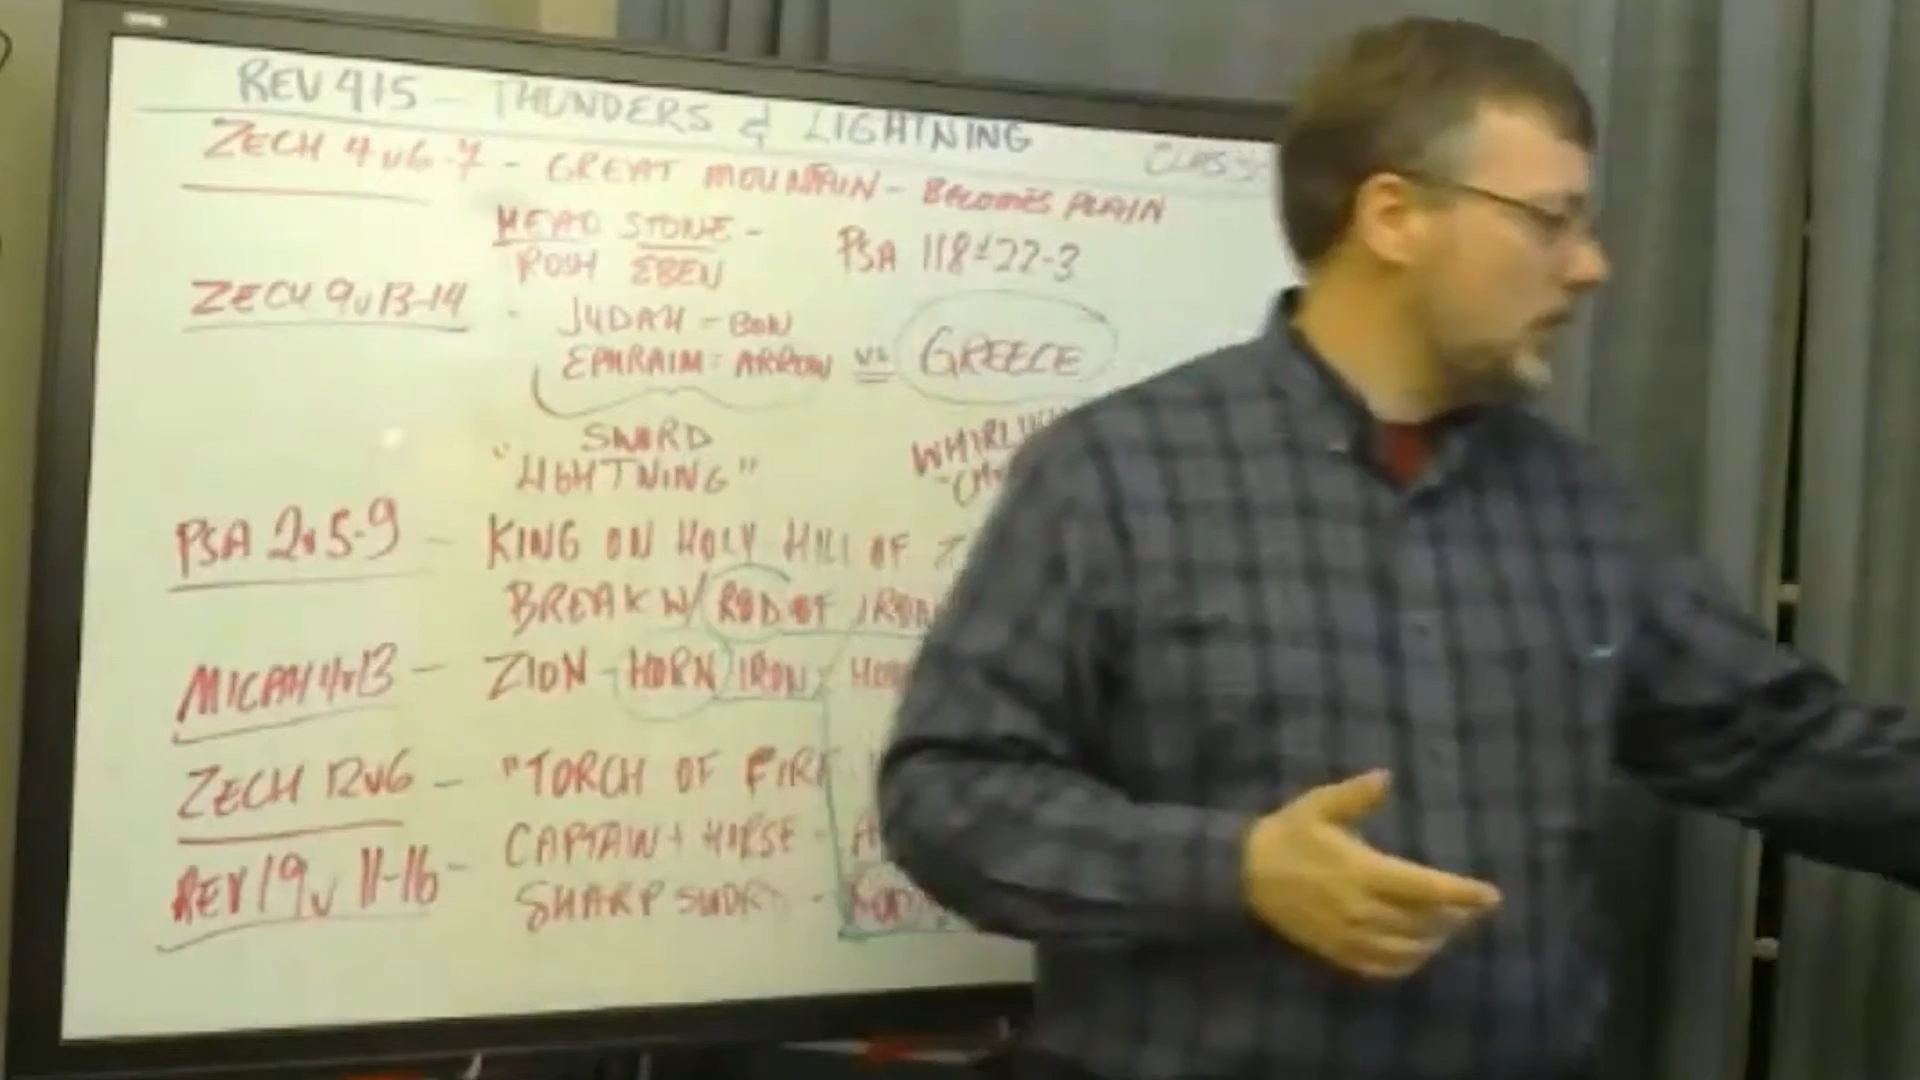 REV 4+5 - THUNDERS & LIGHTNING
ZECH 4v6-7 - GREAT MOUNTAIN - BECOMES PLAIN
HEAD STONE - PSA 118v22-3
ROSH EBEN
ZECH 9v13-14 - JUDAH - BOW
EPHRAIM: ARROW vs GREECE
SWORD
"LIGHTNING"
PSA 2v5-9 - KING ON HOLY HILL OF
BREAK W/ ROD OF IRON
MICAH 4v13 - ZION - HORN IRON
ZECH 12v6 - "TORCH OF FIRE
REV 19v11-16 - CAPTAIN + HORSE -
SHARP SWORD -